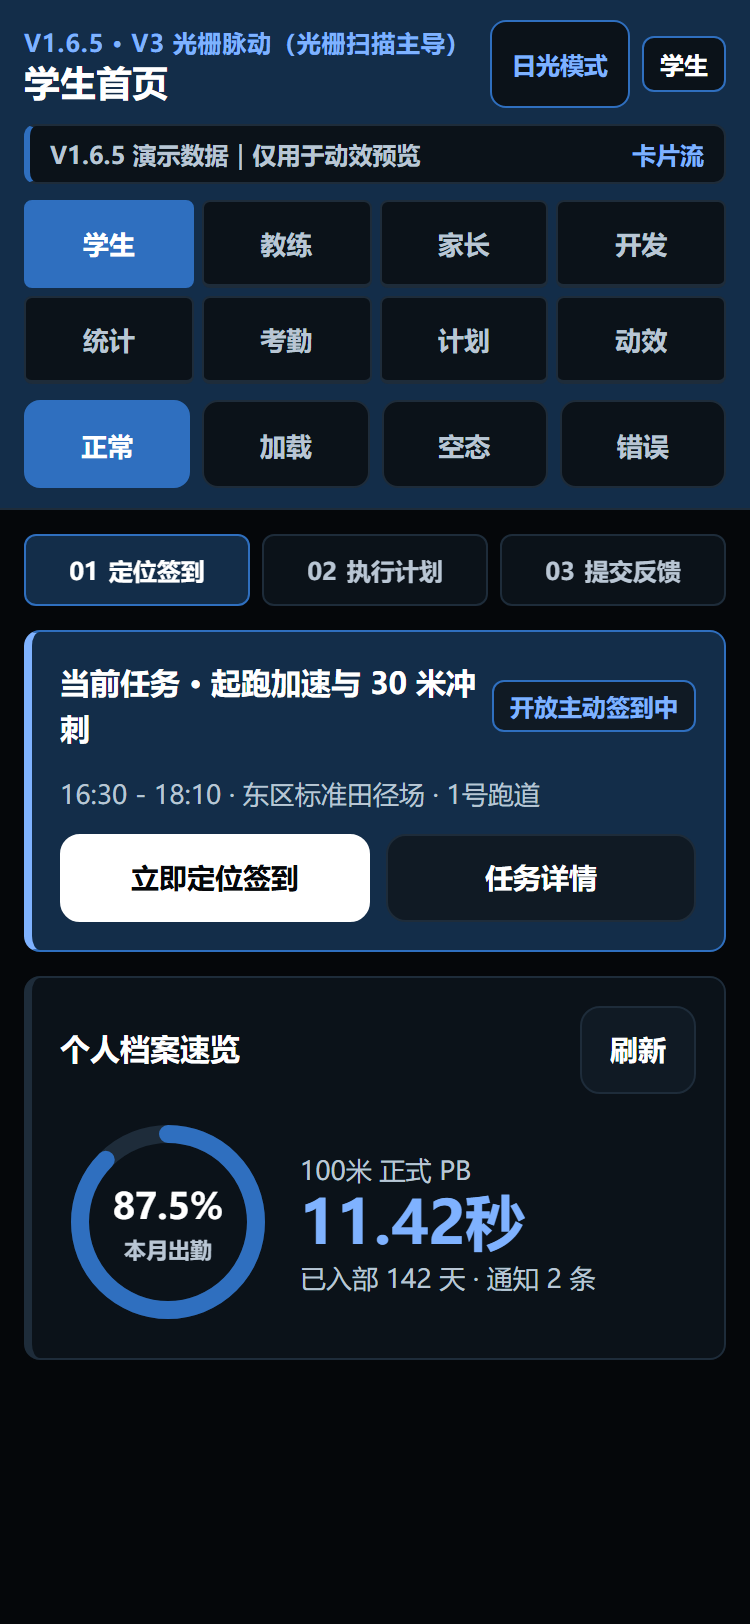 V1.6.5 • V3 光栅脉动（光栅扫描主导）
学生首页
日光模式
学生
V1.6.5 演示数据｜仅用于动效预览
卡片流
学生
教练
家长
开发
统计
考勤
计划
动效
正常
加载
空态
错误
01 定位签到
02 执行计划
03 提交反馈
当前任务 • 起跑加速与 30 米冲
刺
开放主动签到中
16:30 - 18:10 · 东区标准田径场 · 1号跑道
立即定位签到
任务详情
个人档案速览
刷新
87.5%
本月出勤
100米 正式 PB
11.42秒
已入部 142 天 · 通知 2 条